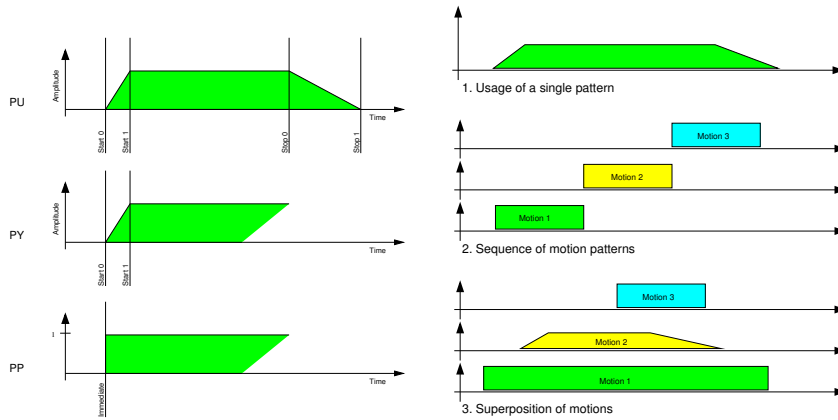 PU
Amplitude
Time
Start 0
Start 1
Stop 0
Stop 1
PY
Amplitude
Time
Start 0
Start 1
PP
1
Time
Immediate
1. Usage of a single pattern
Motion 3
Motion 2
Motion 1
2. Sequence of motion patterns
Motion 3
Motion 2
Motion 1
3. Superposition of motions